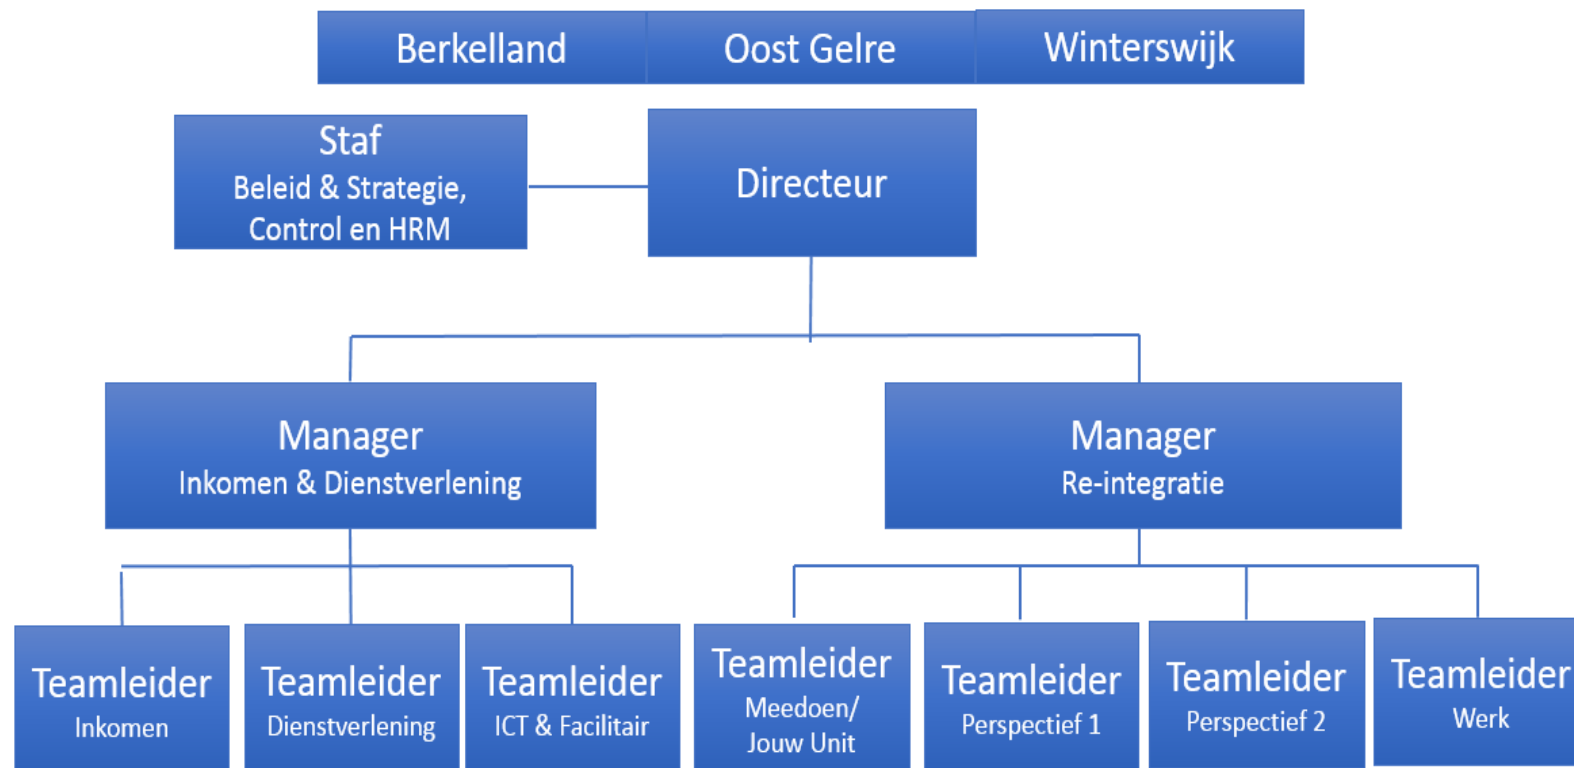 Berkelland
Oost Gelre
Winterswijk
Staf
Beleid & Strategie,
Control en HRM
Directeur
Manager
Inkomen & Dienstverlening
Manager
Re-integratie
Teamleider
Inkomen
Teamleider
Dienstverlening
Teamleider
ICT & Facilitair
Teamleider
Meedoen/
Jouw Unit
Teamleider
Perspectief 1
Teamleider
Perspectief 2
Teamleider
Werk